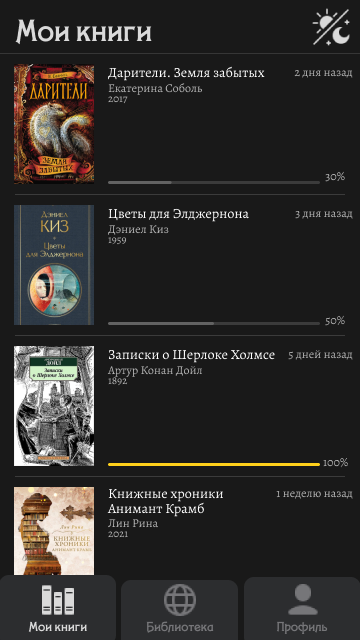 Мои книги
Дарители. Земля забытых
2 дня назад
Екатерина Соболь
2017
ДАРИТЕЛИ
ЗЕМЛЯ
ЗАБЫТЫХ
30%
Цветы для Элджернона
3 дня назад
Дэниел Киз
1959
ДЭНИЕЛ
КИЗ
Цветы
для Элджернона
50%
Записки о Шерлоке Холмсе
5 дней назад
Артур Конан Дойл
1892
ДОЙЛ
Записки
о Шерлоке Холмсе
100%
Книжные хроники
Анимант Крамб
1 неделю назад
Лин Рина
2021
Лин Рина
КНИЖНЫЕ
ХРОНИКИ
АНИМАНТ КРАМБ
Мои книги
Библиотека
Профиль